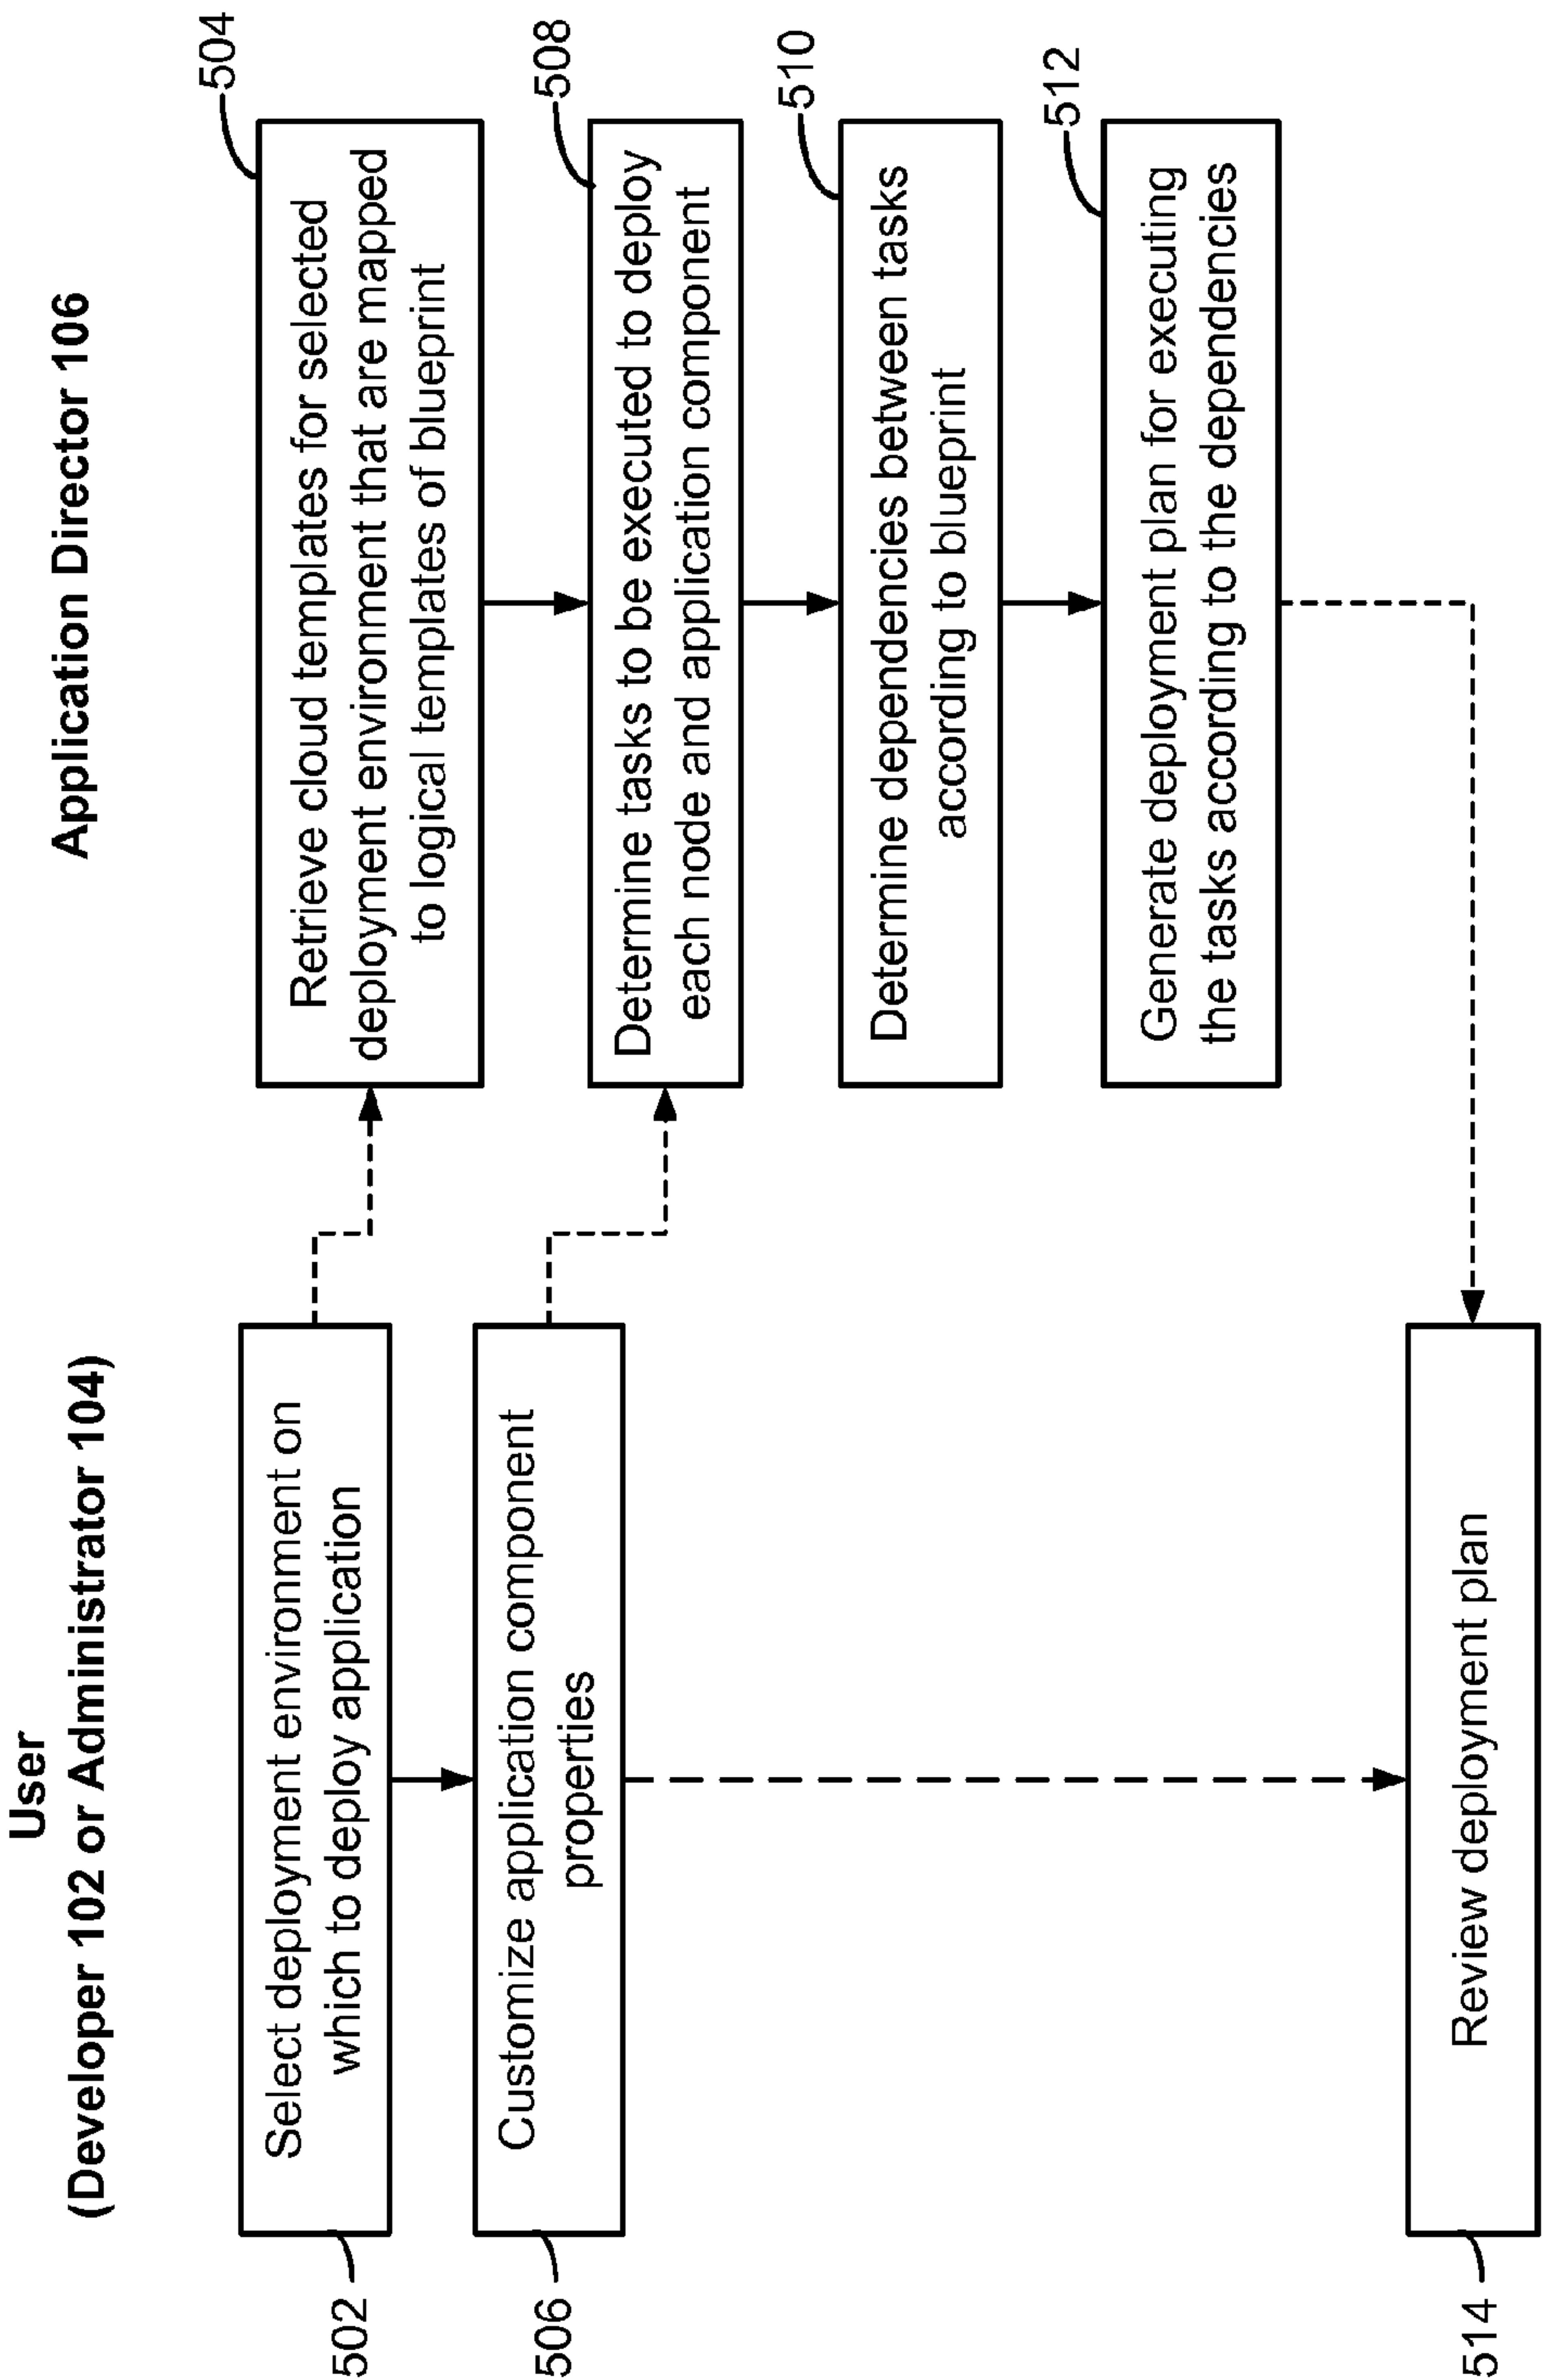 User
(Developer 102 or Administrator 104)
Application Director 106
502
Select deployment environment on
which to deploy application
504
Retrieve cloud templates for selected
deployment environment that are mapped
to logical templates of blueprint
506
Customize application component
properties
508
Determine tasks to be executed to deploy
each node and application component
510
Determine dependencies between tasks
according to blueprint
512
Generate deployment plan for executing
the tasks according to the dependencies
514
Review deployment plan